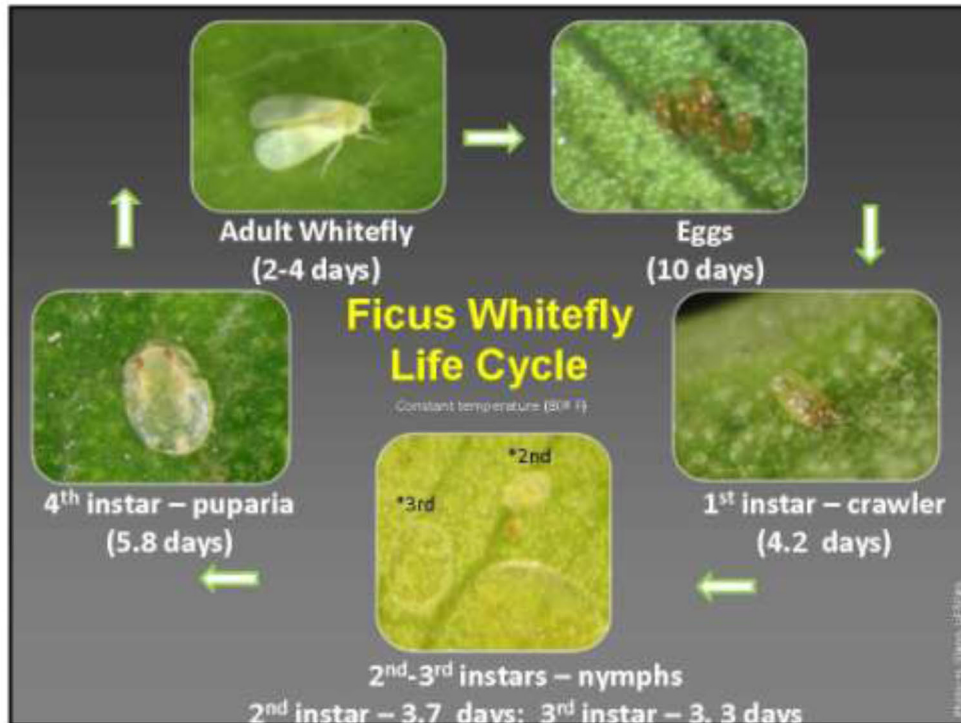 Adult Whitefly
(2-4 days)
Eggs
(10 days)
Ficus Whitefly
Life Cycle
Constant temperature (80º F)
*2nd
*3rd
4th instar – puparia
(5.8 days)
1st instar – crawler
(4.2 days)
2nd-3rd instars – nymphs
2nd instar – 3.7 days; 3rd instar – 3. 3 days